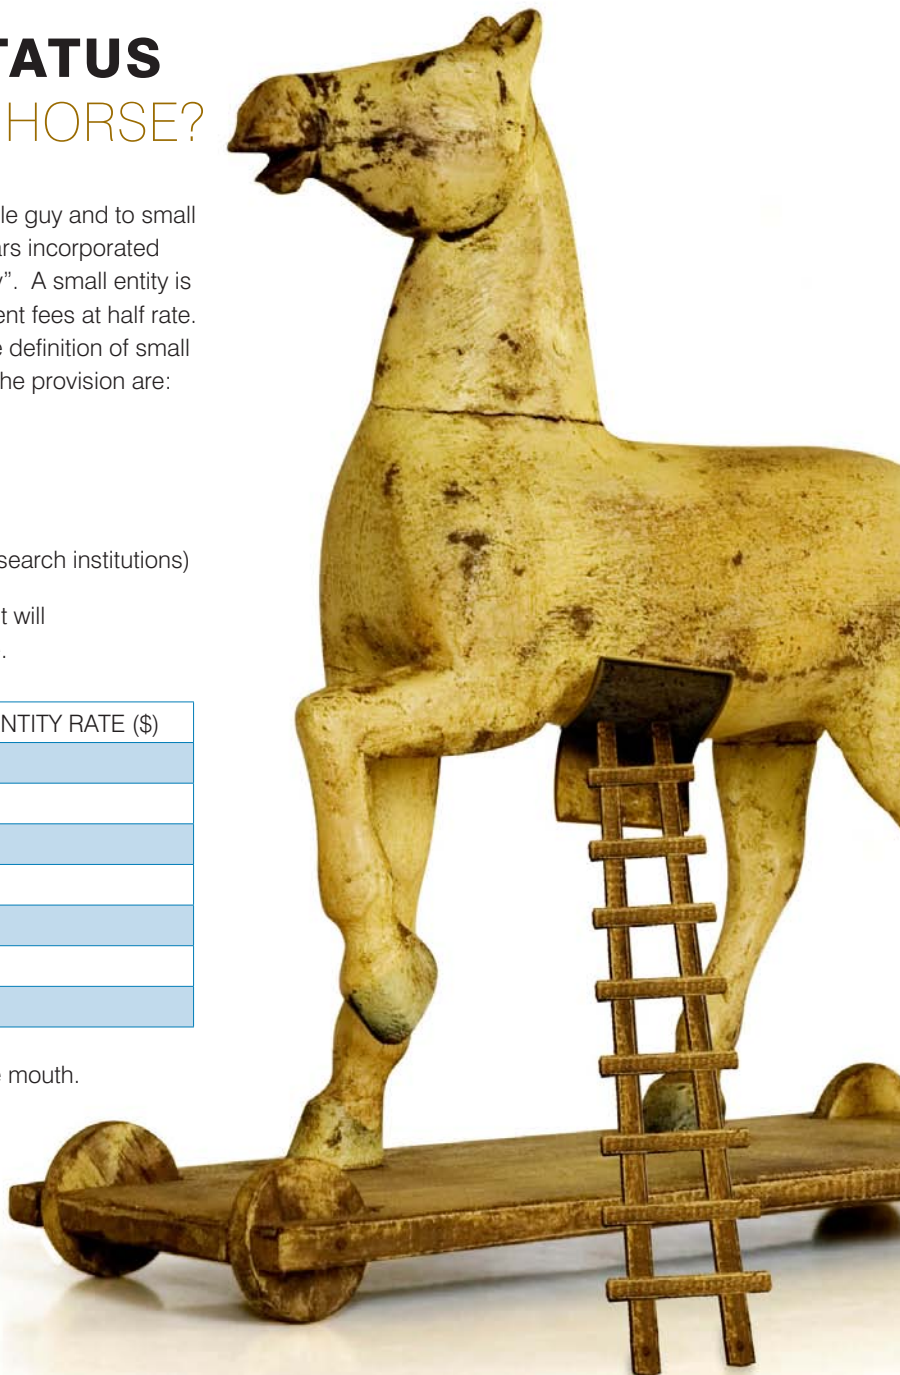 TATUS
HORSE?
le guy and to small
ars incorporated
y”. A small entity is
ent fees at half rate.
e definition of small
he provision are:
search institutions)
t will
.
NTITY RATE ($)
e mouth.